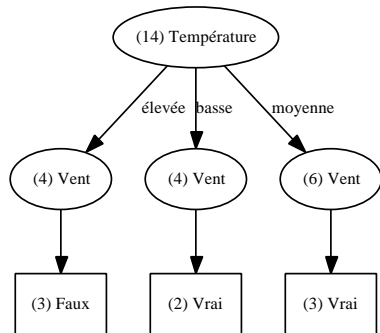 (14) Température
élevée basse moyenne
(4) Vent (4) Vent (6) Vent
(3) Faux (2) Vrai (3) Vrai